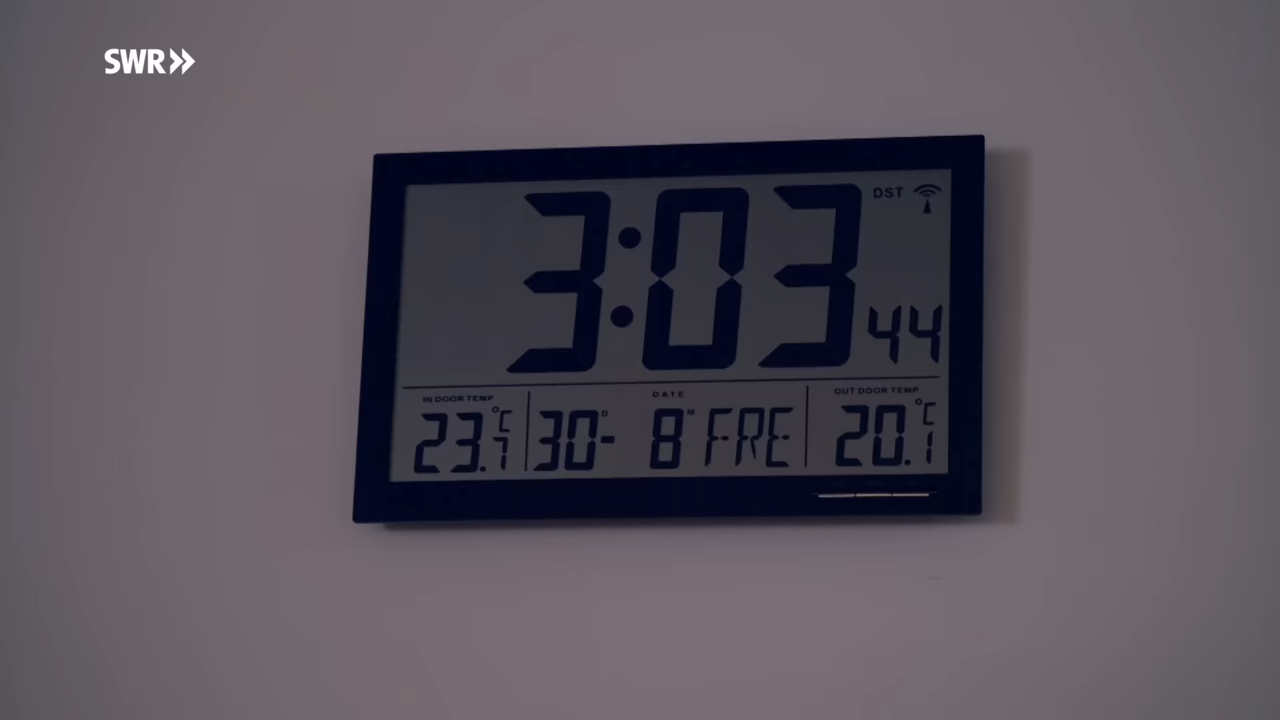 SWR
DST
3:03 44
IN DOOR TEMP DATE OUT DOOR TEMP
23.7 °C 30 D - 8 M FRE 20.1 °C